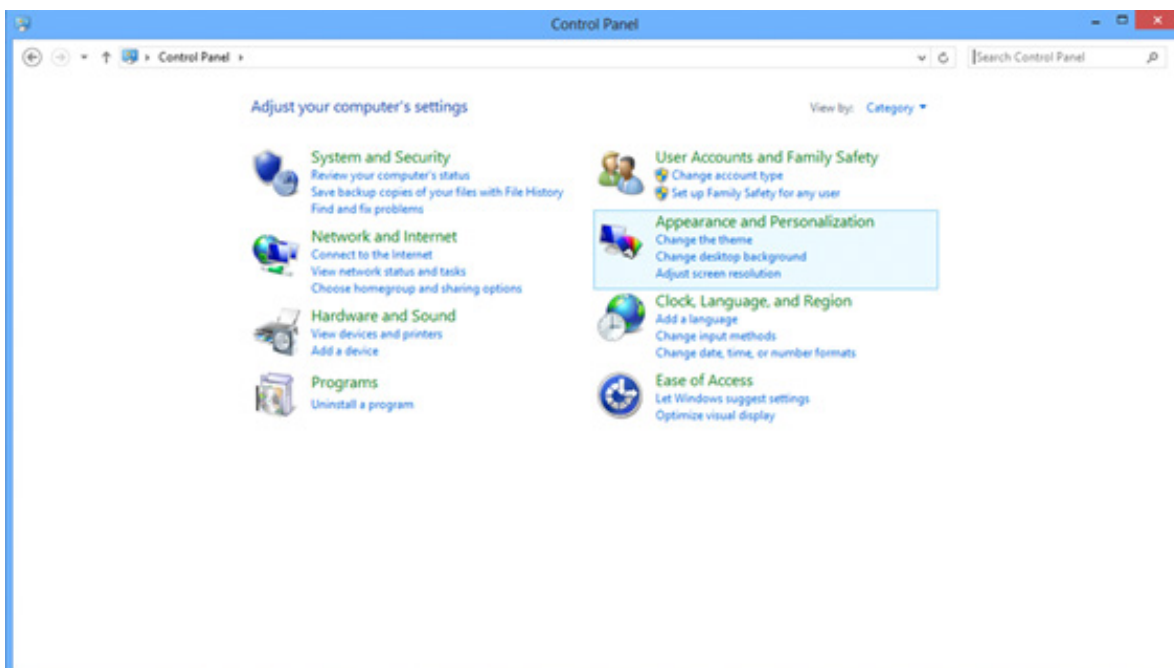 Control Panel
Control Panel
Search Control Panel
Adjust your computer's settings
View by: Category
System and Security
Review your computer's status
Save backup copies of your files with File History
Find and fix problems
Network and Internet
Connect to the Internet
View network status and tasks
Choose homegroup and sharing options
Hardware and Sound
View devices and printers
Add a device
Programs
Uninstall a program
User Accounts and Family Safety
Change account type
Set up Family Safety for any user
Appearance and Personalization
Change the theme
Change desktop background
Adjust screen resolution
Clock, Language, and Region
Add a language
Change input methods
Change date, time, or number formats
Ease of Access
Let Windows suggest settings
Optimize visual display